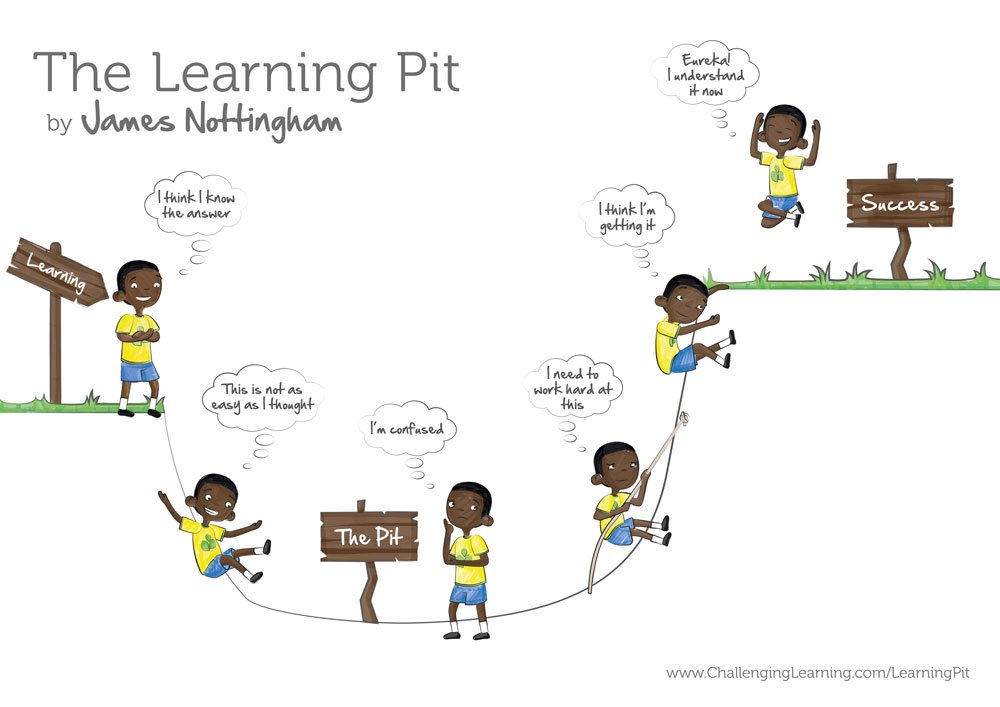 The Learning Pit
by James Nottingham
Eureka!
I understand
it now
I think I know
the answer
Success
I think I'm
getting it
Learning
This is not as
easy as I thought
I need to
work hard at
this
I'm confused
The Pit
www.ChallengingLearning.com/LearningPit